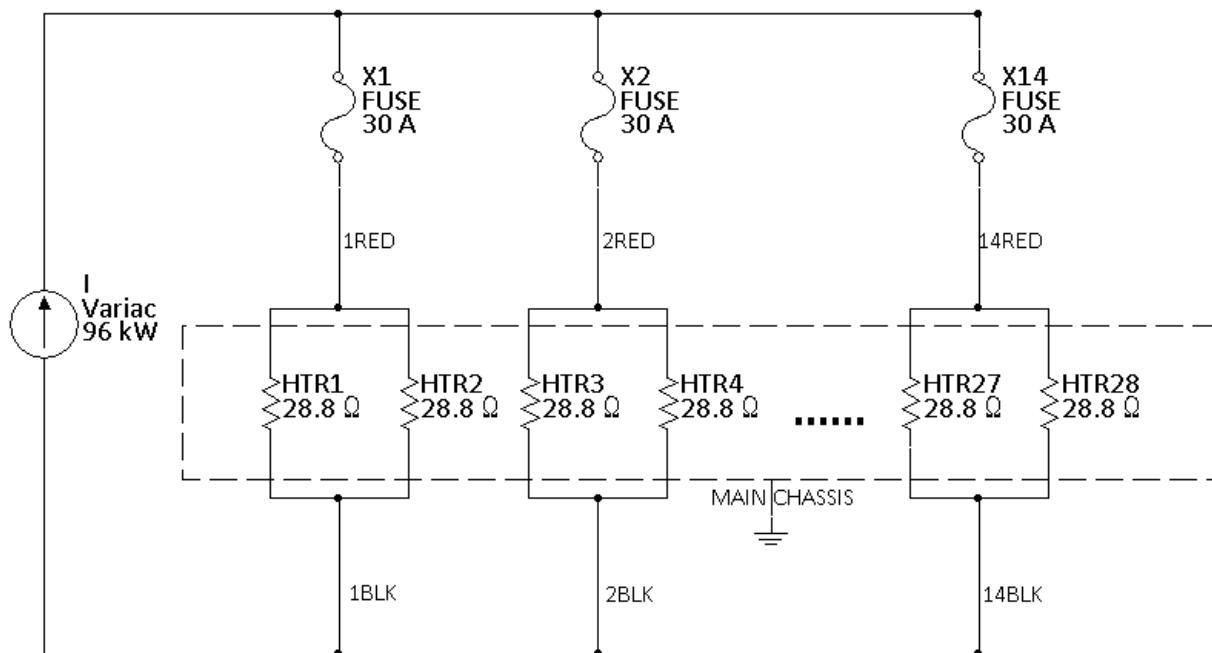 X1
FUSE
30 A
X2
FUSE
30 A
X14
FUSE
30 A
1RED
2RED
14RED
I
Variac
96 kW
HTR1
28.8 Ω
HTR2
28.8 Ω
HTR3
28.8 Ω
HTR4
28.8 Ω
......
HTR27
28.8 Ω
HTR28
28.8 Ω
MAIN CHASSIS
1BLK
2BLK
14BLK